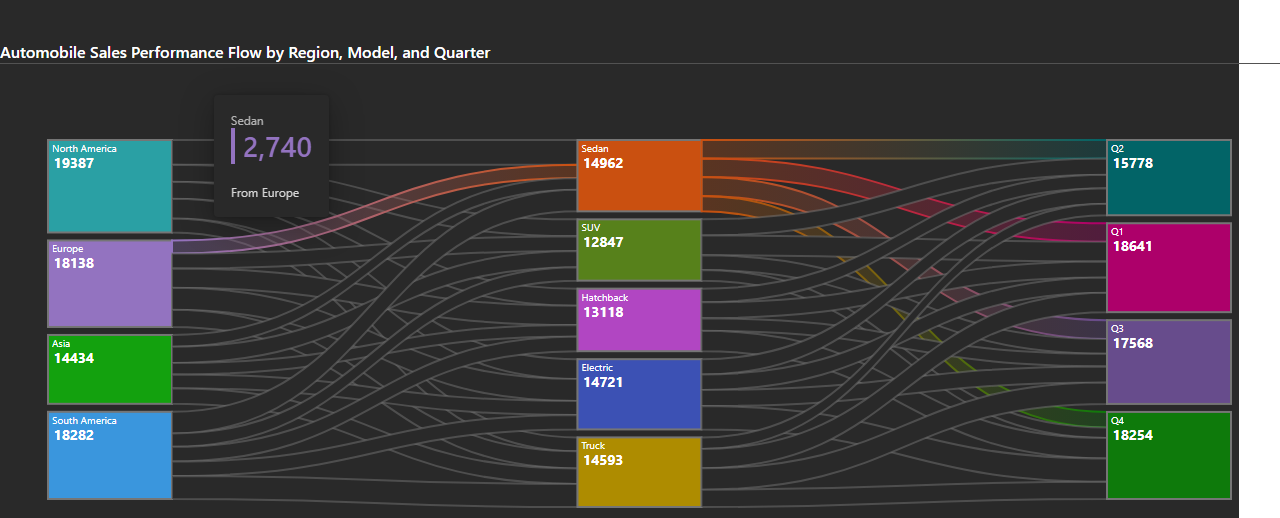 Automobile Sales Performance Flow by Region, Model, and Quarter
Sedan
2,740
From Europe
North America
19387
Europe
18138
Asia
14434
South America
18282
Sedan
14962
SUV
12847
Hatchback
13118
Electric
14721
Truck
14593
Q2
15778
Q1
18641
Q3
17568
Q4
18254